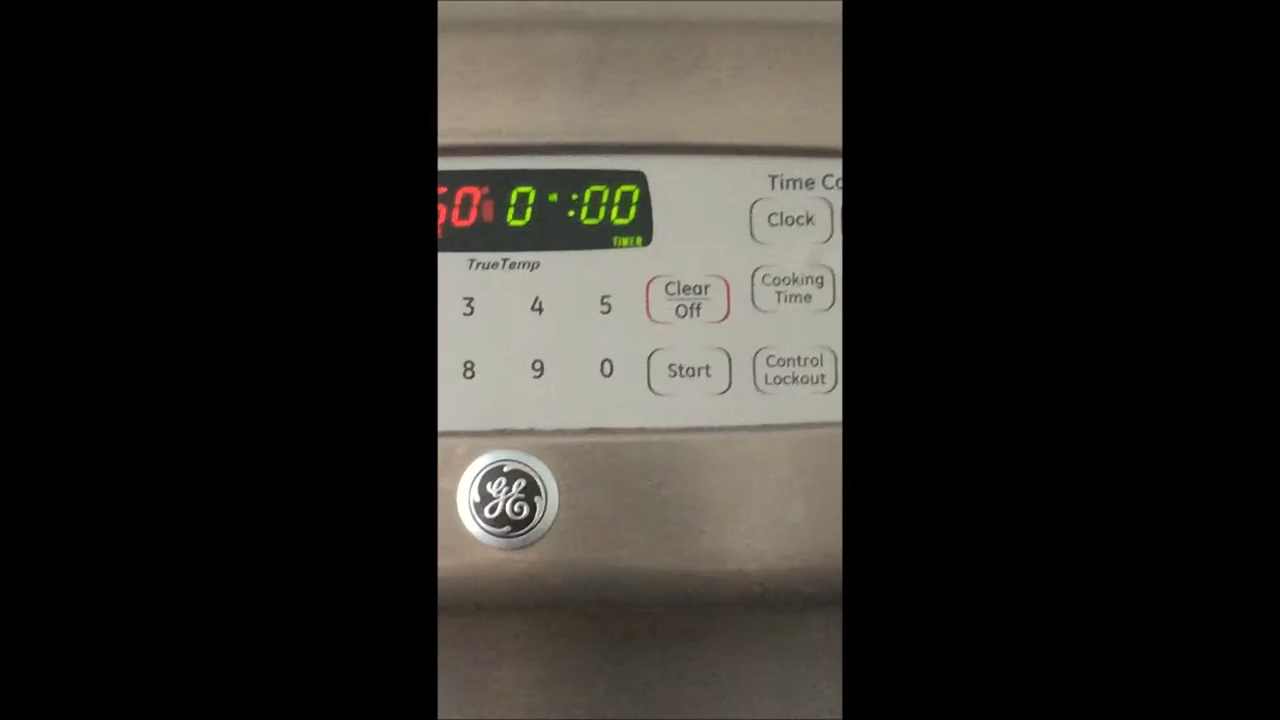 0 0 :00
TIMER
TrueTemp
Time
Clock
3 4 5
Clear
Off
Cooking
Time
8 9 0
Start
Control
Lockout
GE